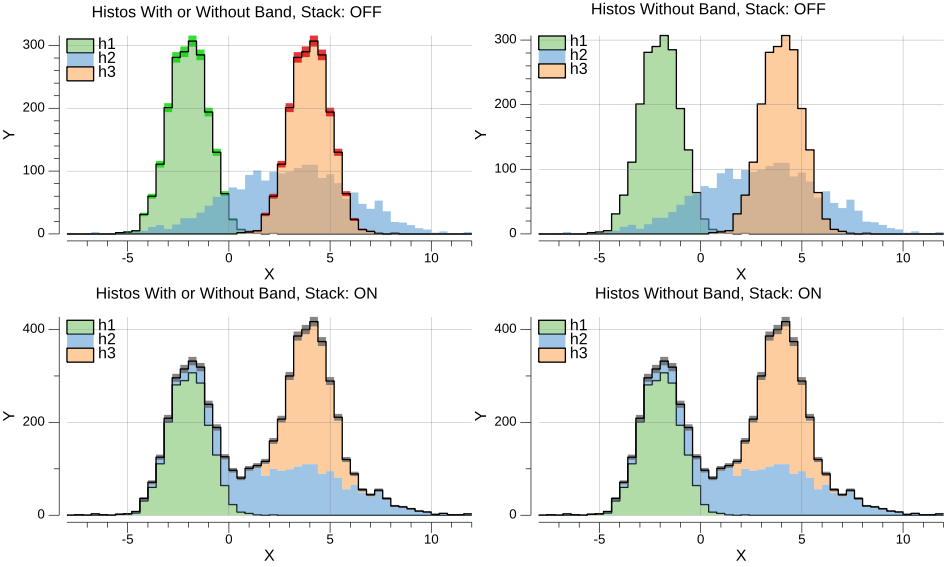 Histos With or Without Band, Stack: OFF
300
200
100
0
Y
h1
h2
h3
-5
0
5
10
X
Histos Without Band, Stack: OFF
300
200
100
0
Y
h1
h2
h3
-5
0
5
10
X
Histos With or Without Band, Stack: ON
400
200
0
Y
h1
h2
h3
-5
0
5
10
X
Histos Without Band, Stack: ON
400
200
0
Y
h1
h2
h3
-5
0
5
10
X